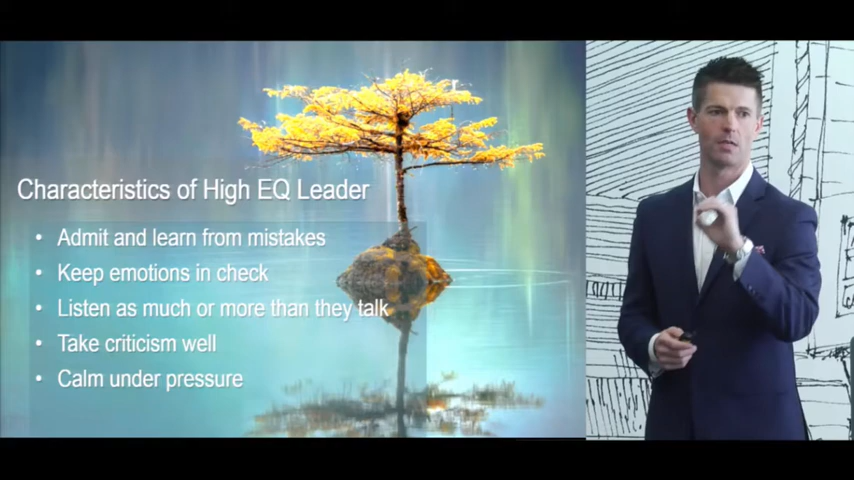 Characteristics of High EQ Leader
• Admit and learn from mistakes
• Keep emotions in check
• Listen as much or more than they talk
• Take criticism well
• Calm under pressure